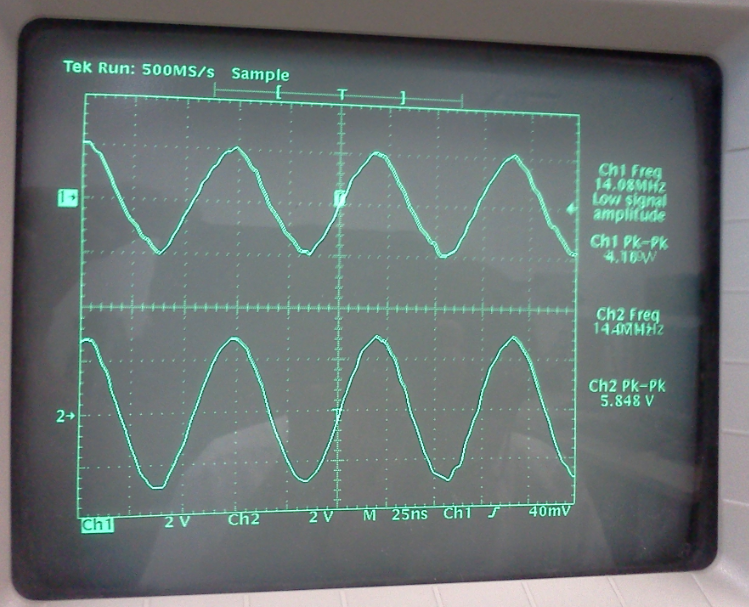 Tek Run: 500MS/s Sample
[ T ]
1→
Ch1 Freq
14.08MHz
Low signal
amplitude
Ch1 Pk-Pk
Ch2 Freq
Ch2 Pk-Pk
5.848 V
2→
Ch1 2 V Ch2 2 V M 25ns Ch1 40mV